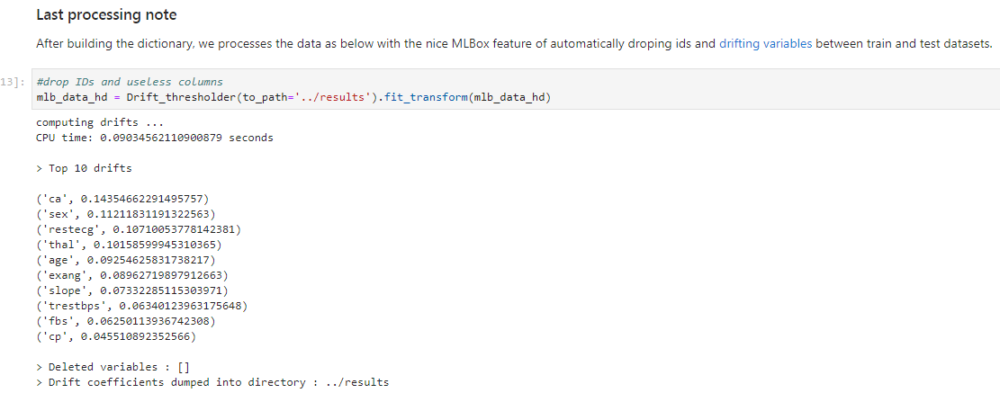 Last processing note
After building the dictionary, we processes the data as below with the nice MLBox feature of automatically droping ids and drifting variables between train and test datasets.
13]: #drop IDs and useless columns
mlb_data_hd = Drift_thresholder(to_path='../results').fit_transform(mlb_data_hd)
computing drifts ...
CPU time: 0.09034562110900879 seconds
> Top 10 drifts
('ca', 0.14354662291495757)
('sex', 0.11211831191322563)
('restecg', 0.10710053778142381)
('thal', 0.10158599945310365)
('age', 0.09254625831738217)
('exang', 0.08962719897912663)
('slope', 0.07332285115303971)
('trestbps', 0.06340123963175648)
('fbs', 0.06250113936742308)
('cp', 0.045510892352566)
> Deleted variables : []
> Drift coefficients dumped into directory : ../results